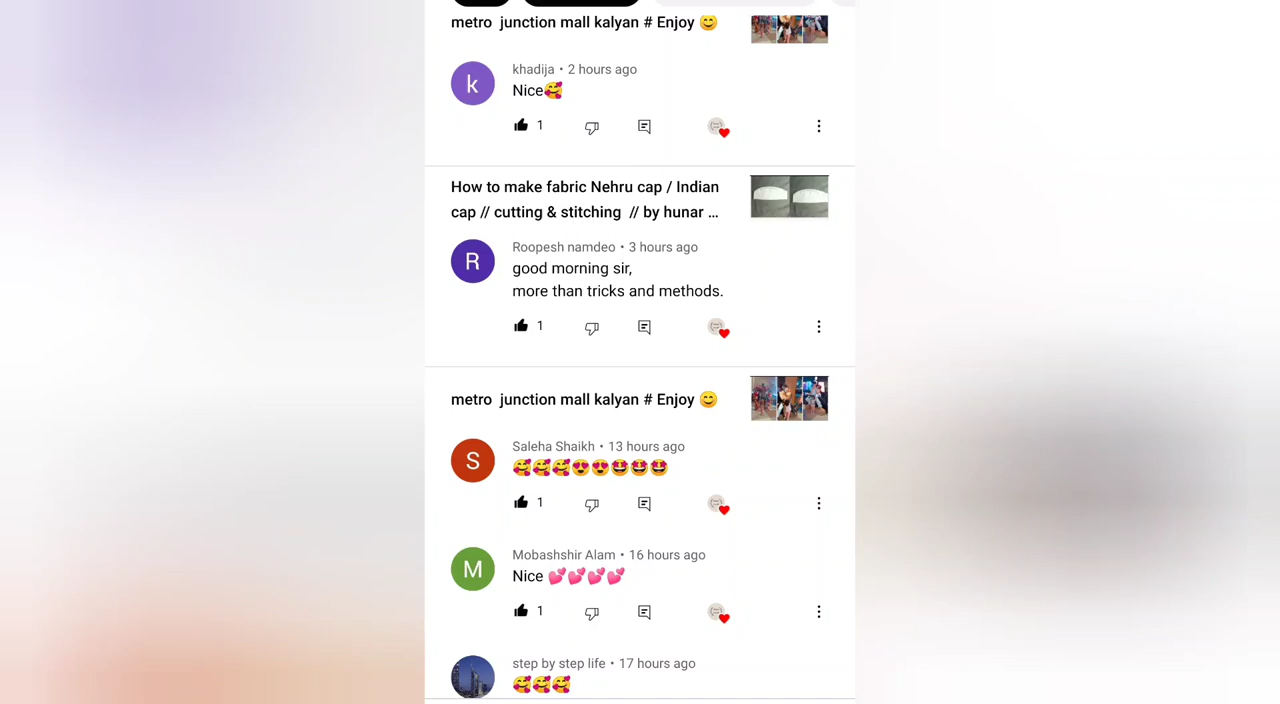 metro junction mall kalyan # Enjoy 😊
k
khadija • 2 hours ago
Nice🥰
1
How to make fabric Nehru cap / Indian
cap // cutting & stitching // by hunar ...
R
Roopesh namdeo • 3 hours ago
good morning sir,
more than tricks and methods.
1
metro junction mall kalyan # Enjoy 😊
S
Saleha Shaikh • 13 hours ago
🥰🥰🥰😍😍🤩🤩🤩
1
M
Mobashshir Alam • 16 hours ago
Nice 💕💕💕💕
1
step by step life • 17 hours ago
🥰🥰🥰